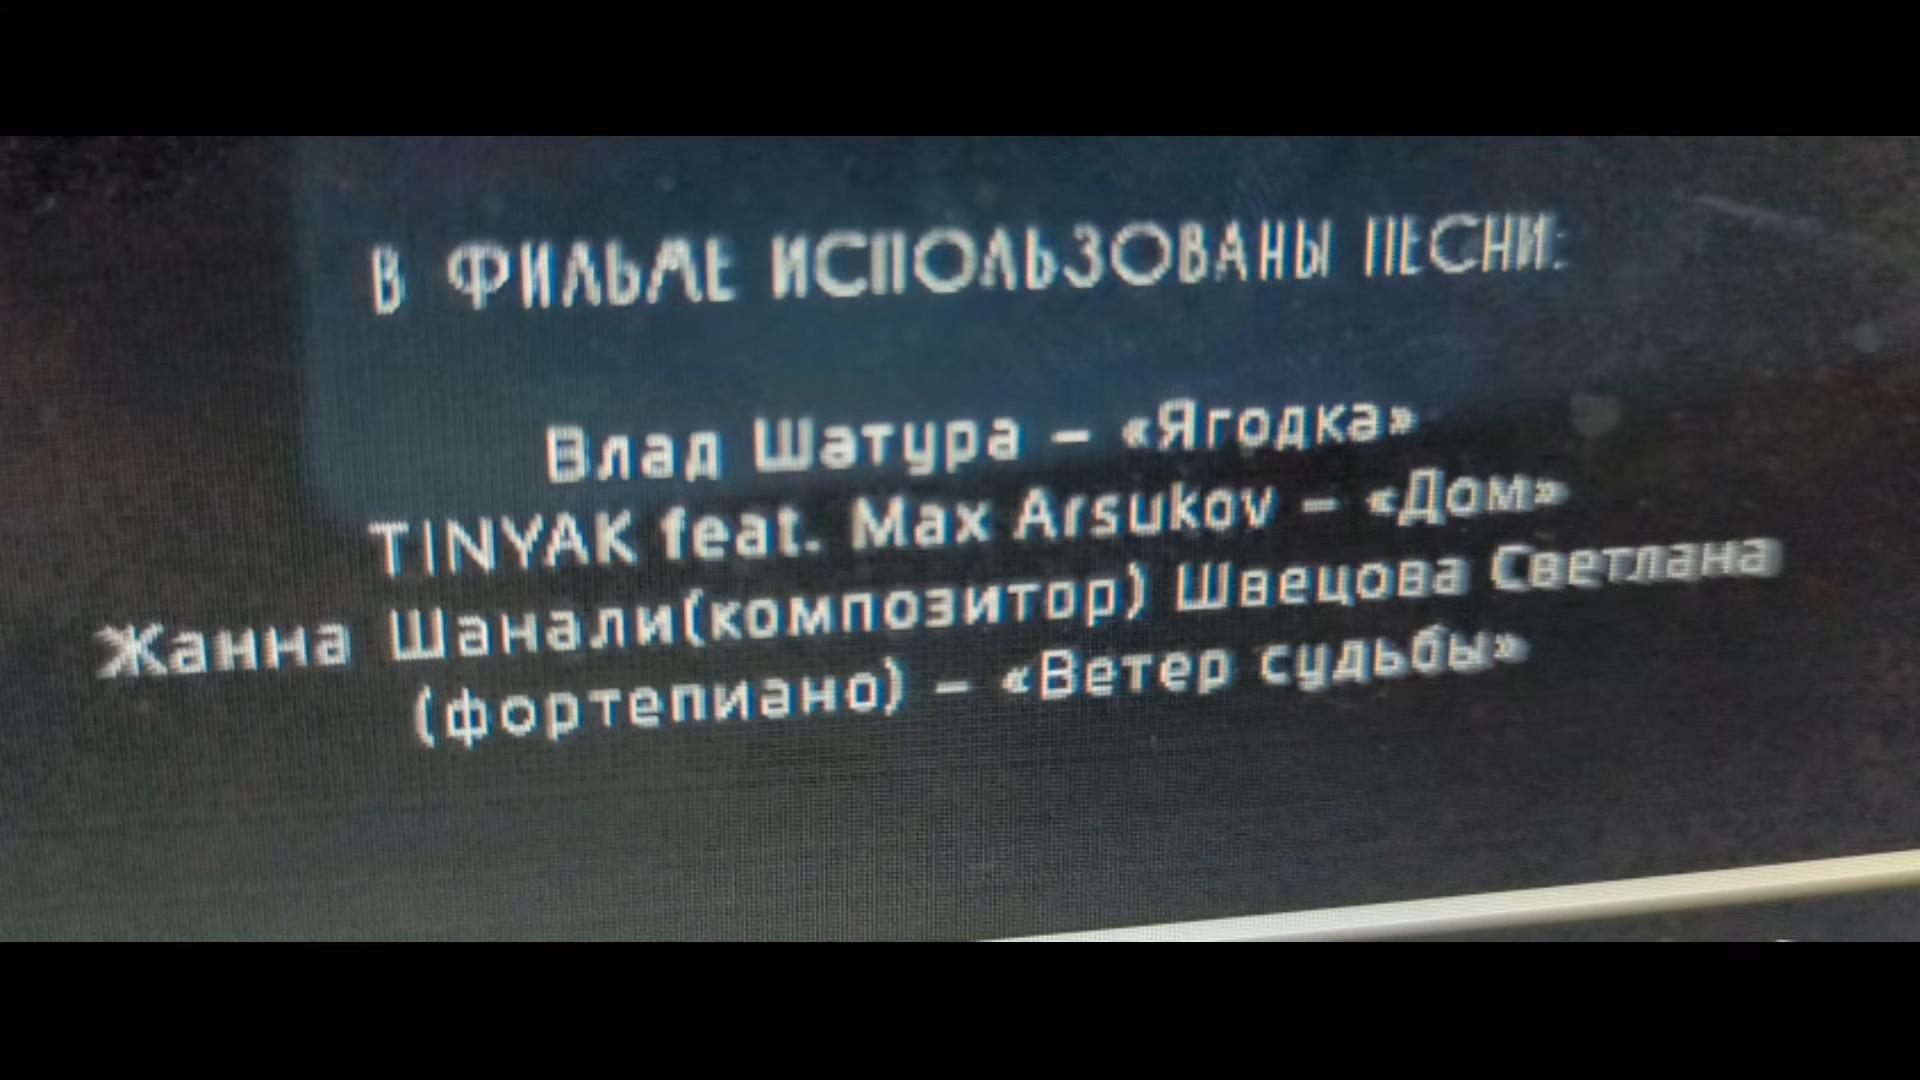 В ФИЛЬМЕ ИСПОЛЬЗОВАНЫ ПЕСНИ:
Влад Шатура – «Ягодка»
TINYAK feat. Max Arsukov – «Дом»
Жанна Шанали(композитор) Швецова Светлана
(фортепиано) – «Ветер судьбы»